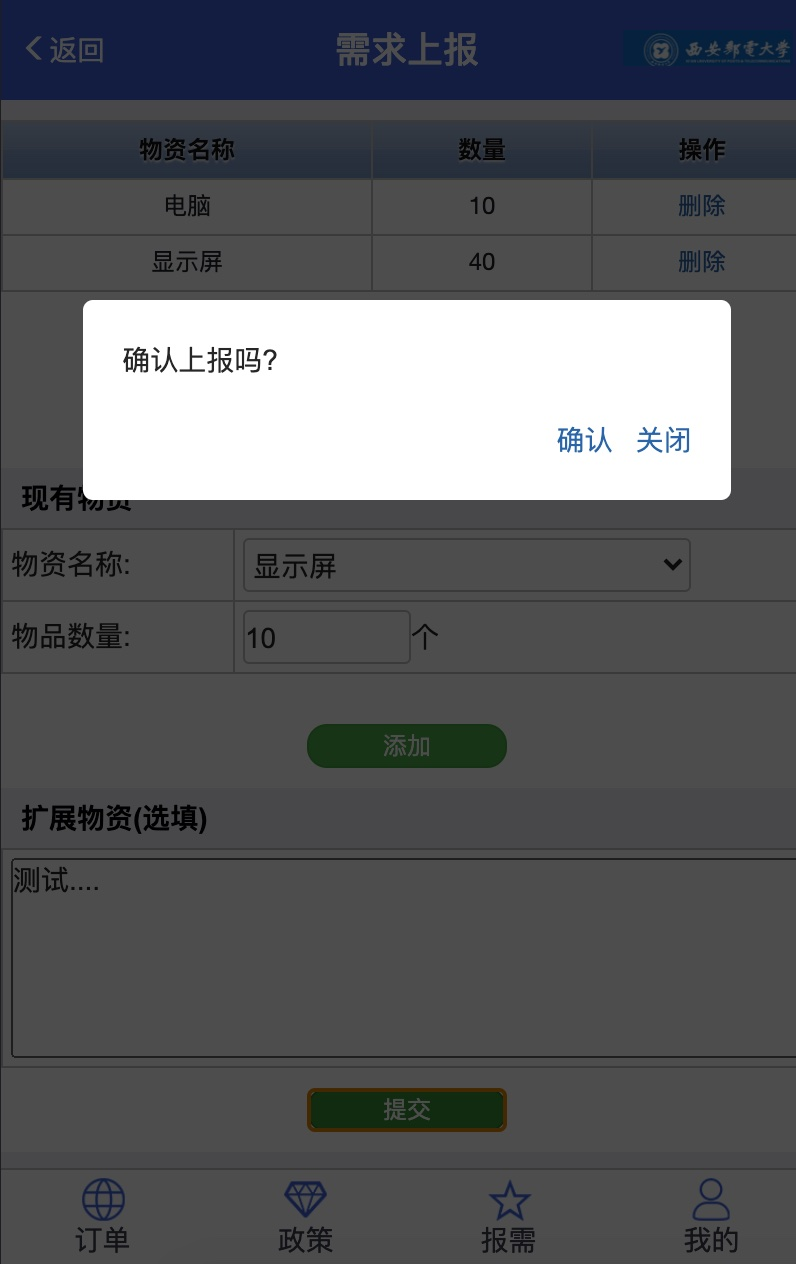 返回
需求上报
西安邮电大学
物资名称 数量 操作
电脑 10 删除
显示屏 40 删除
确认上报吗?
确认 关闭
现有物资
物资名称: 显示屏
物品数量: 10 个
添加
扩展物资(选填)
测试....
提交
订单 政策 报需 我的